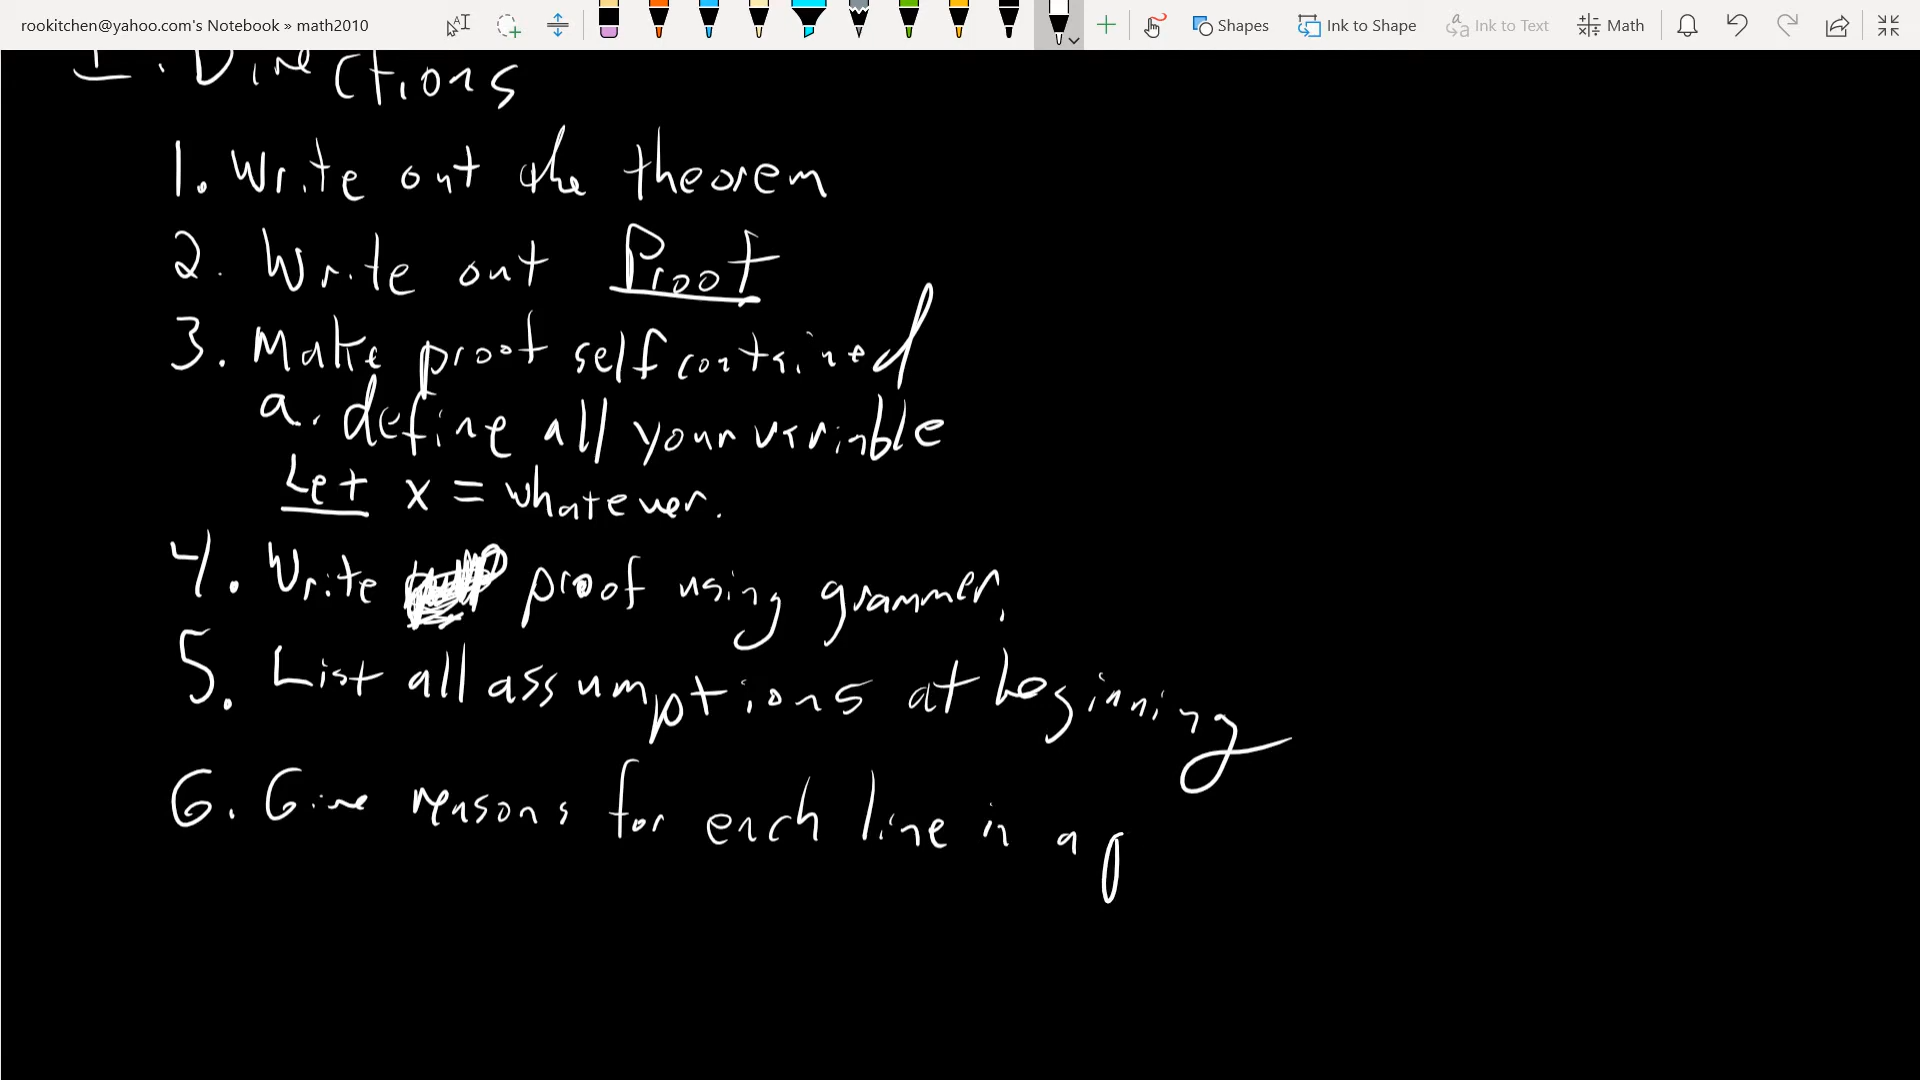 rookitchen@yahoo.com's Notebook » math2010
Shapes
Ink to Shape
Ink to Text
Math
I. Directions
1. Write out the theorem
2. Write out Proof
3. Make proof self contained
a. define all your variable
Let x = whatever.
4. Write proof using grammer.
5. List all assumptions at beginning
6. Give reasons for each line in a p